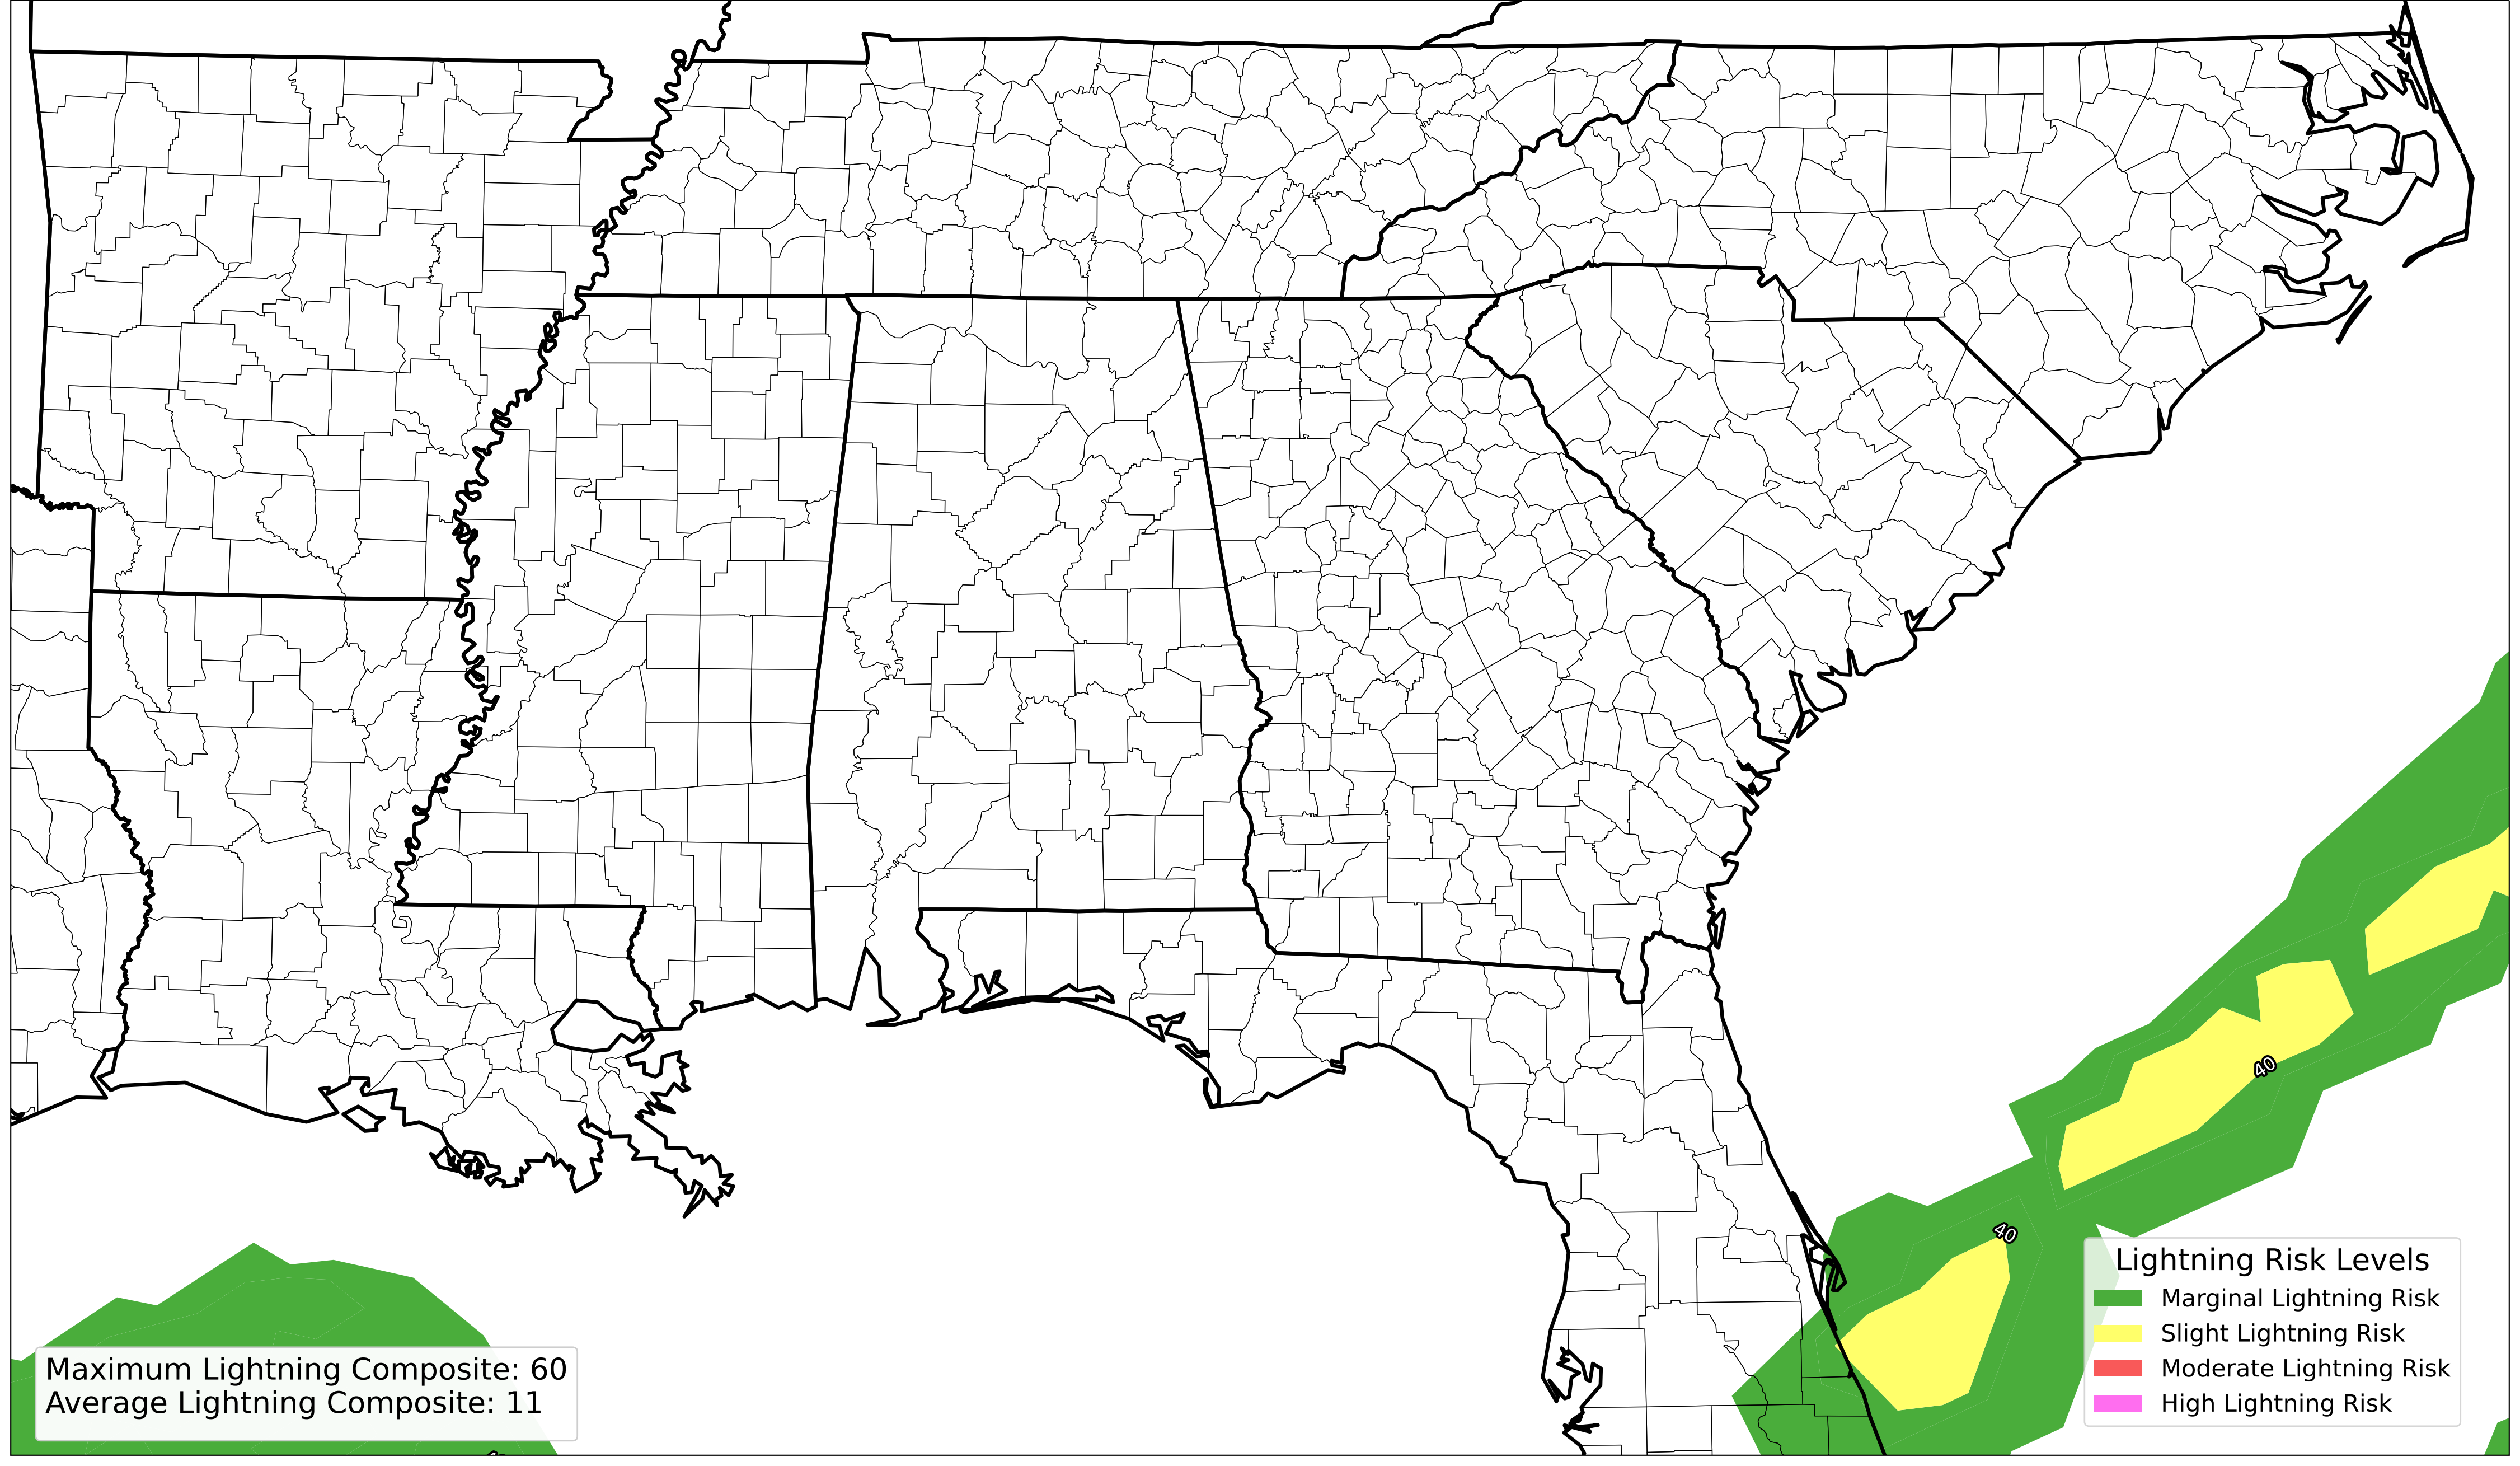 40
40
Lightning Risk Levels
Marginal Lightning Risk
Slight Lightning Risk
Moderate Lightning Risk
High Lightning Risk
Maximum Lightning Composite: 60
Average Lightning Composite: 11